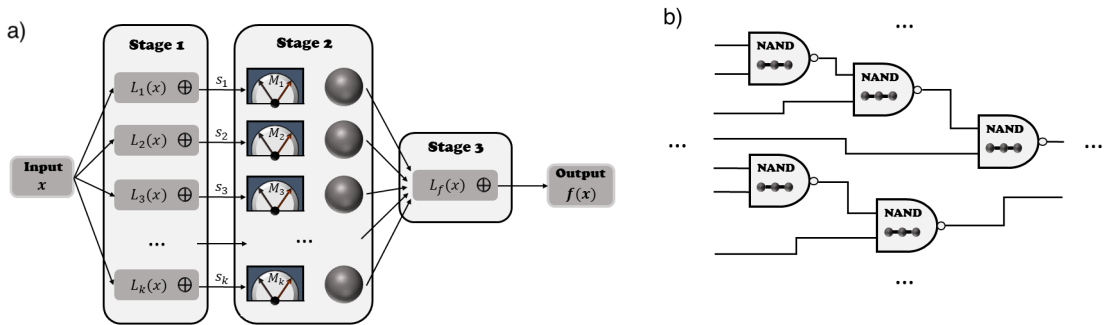 a)
Stage 1
Stage 2
Stage 3
Input
x
L₁(x) ⊕
L₂(x) ⊕
L₃(x) ⊕
...
Lₖ(x) ⊕
s₁
s₂
s₃
sₖ
M₁
M₂
M₃
...
Mₖ
L_f(x) ⊕
Output
f(x)
b)
...
NAND
NAND
NAND
...
...
NAND
NAND
...